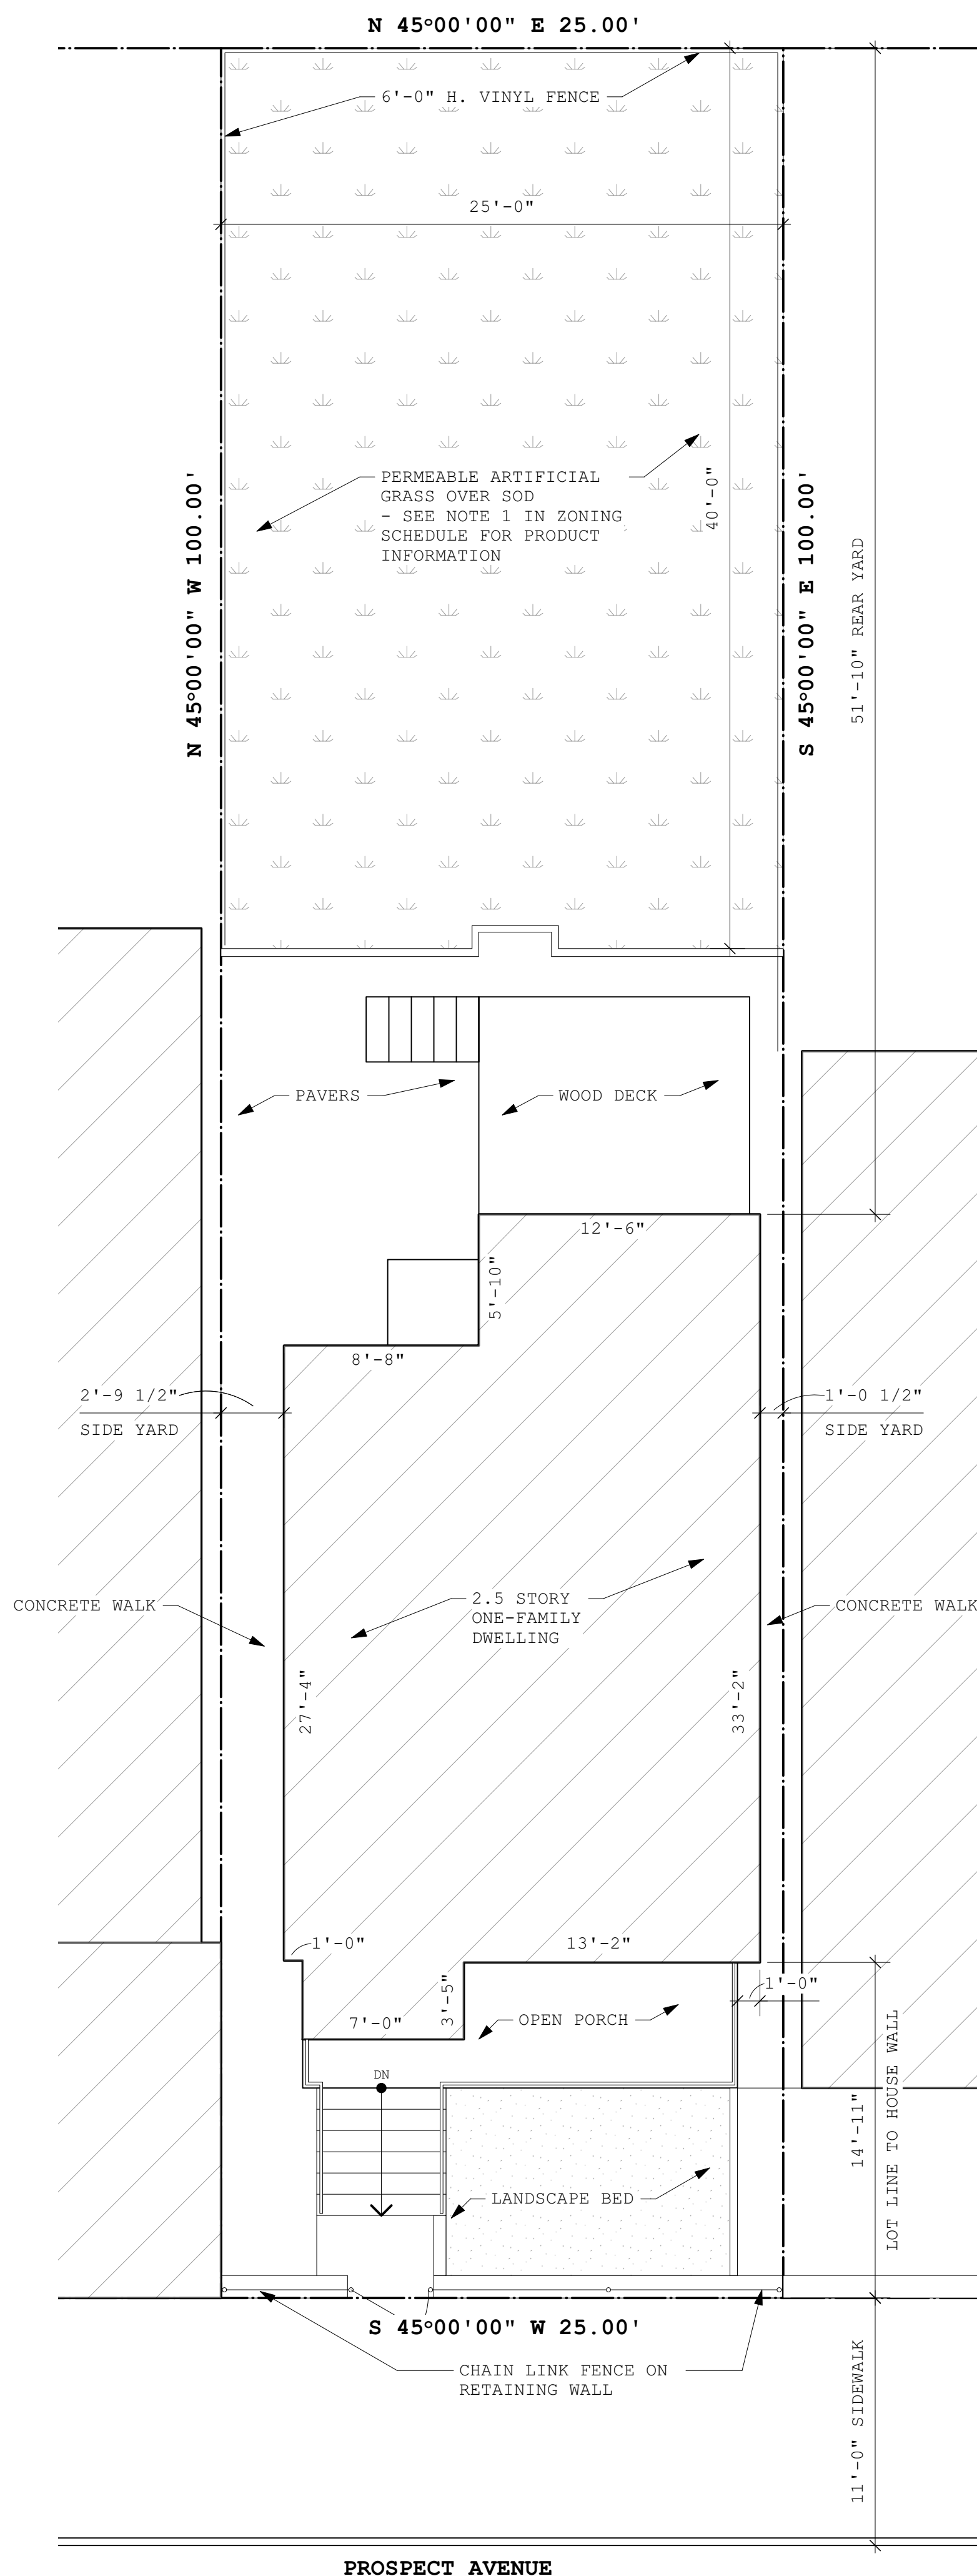 N 45°00'00" E 25.00'
6'-0" H. VINYL FENCE
25'-0"
PERMEABLE ARTIFICIAL
GRASS OVER SOD
- SEE NOTE 1 IN ZONING
SCHEDULE FOR PRODUCT
INFORMATION
40'-0"
N 45°00'00" W 100.00'
S 45°00'00" E 100.00'
51'-10" REAR YARD
PAVERS
WOOD DECK
12'-6"
5'-10"
8'-8"
2'-9 1/2"
SIDE YARD
1'-0 1/2"
SIDE YARD
CONCRETE WALK
2.5 STORY
ONE-FAMILY
DWELLING
CONCRETE WALK
27'-4"
33'-2"
1'-0"
13'-2"
1'-0"
3'-5"
7'-0"
OPEN PORCH
DN
14'-11"
LOT LINE TO HOUSE WALL
LANDSCAPE BED
S 45°00'00" W 25.00'
CHAIN LINK FENCE ON
RETAINING WALL
11'-0" SIDEWALK
PROSPECT AVENUE